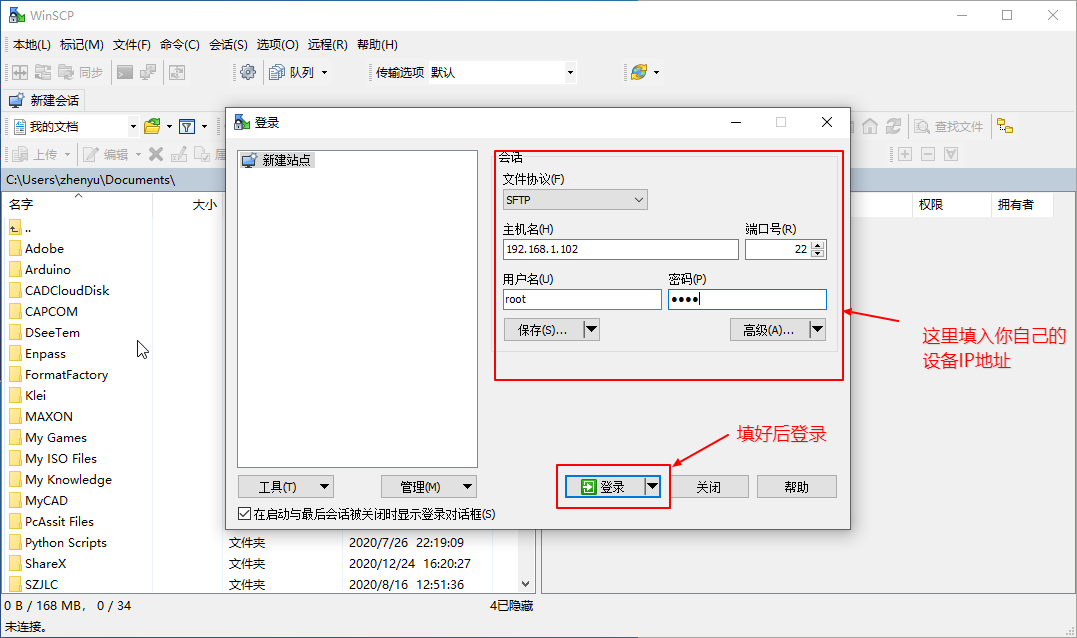 WinSCP
本地(L) 标记(M) 文件(F) 命令(C) 会话(S) 选项(O) 远程(R) 帮助(H)
同步 队列 传输选项 默认
新建会话
我的文档 查找文件
上传 编辑
C:\Users\zhenyu\Documents\
名字 大小 权限 拥有者
..
Adobe
Arduino
CADCloudDisk
CAPCOM
DSeeTem
Enpass
FormatFactory
Klei
MAXON
My Games
My ISO Files
My Knowledge
MyCAD
PcAssit Files
Python Scripts 文件夹 2020/7/26 22:19:09
ShareX 文件夹 2020/12/24 16:20:27
SZJLC 文件夹 2020/8/16 12:51:36
登录
新建站点
会话
文件协议(F)
SFTP
主机名(H) 端口号(R)
192.168.1.102 22
用户名(U) 密码(P)
root ••••
保存(S)... 高级(A)...
这里填入你自己的
设备IP地址
填好后登录
工具(T) 管理(M) 登录 关闭 帮助
在启动与最后会话被关闭时显示登录对话框(S)
0 B / 168 MB, 0 / 34 4已隐藏
未连接。